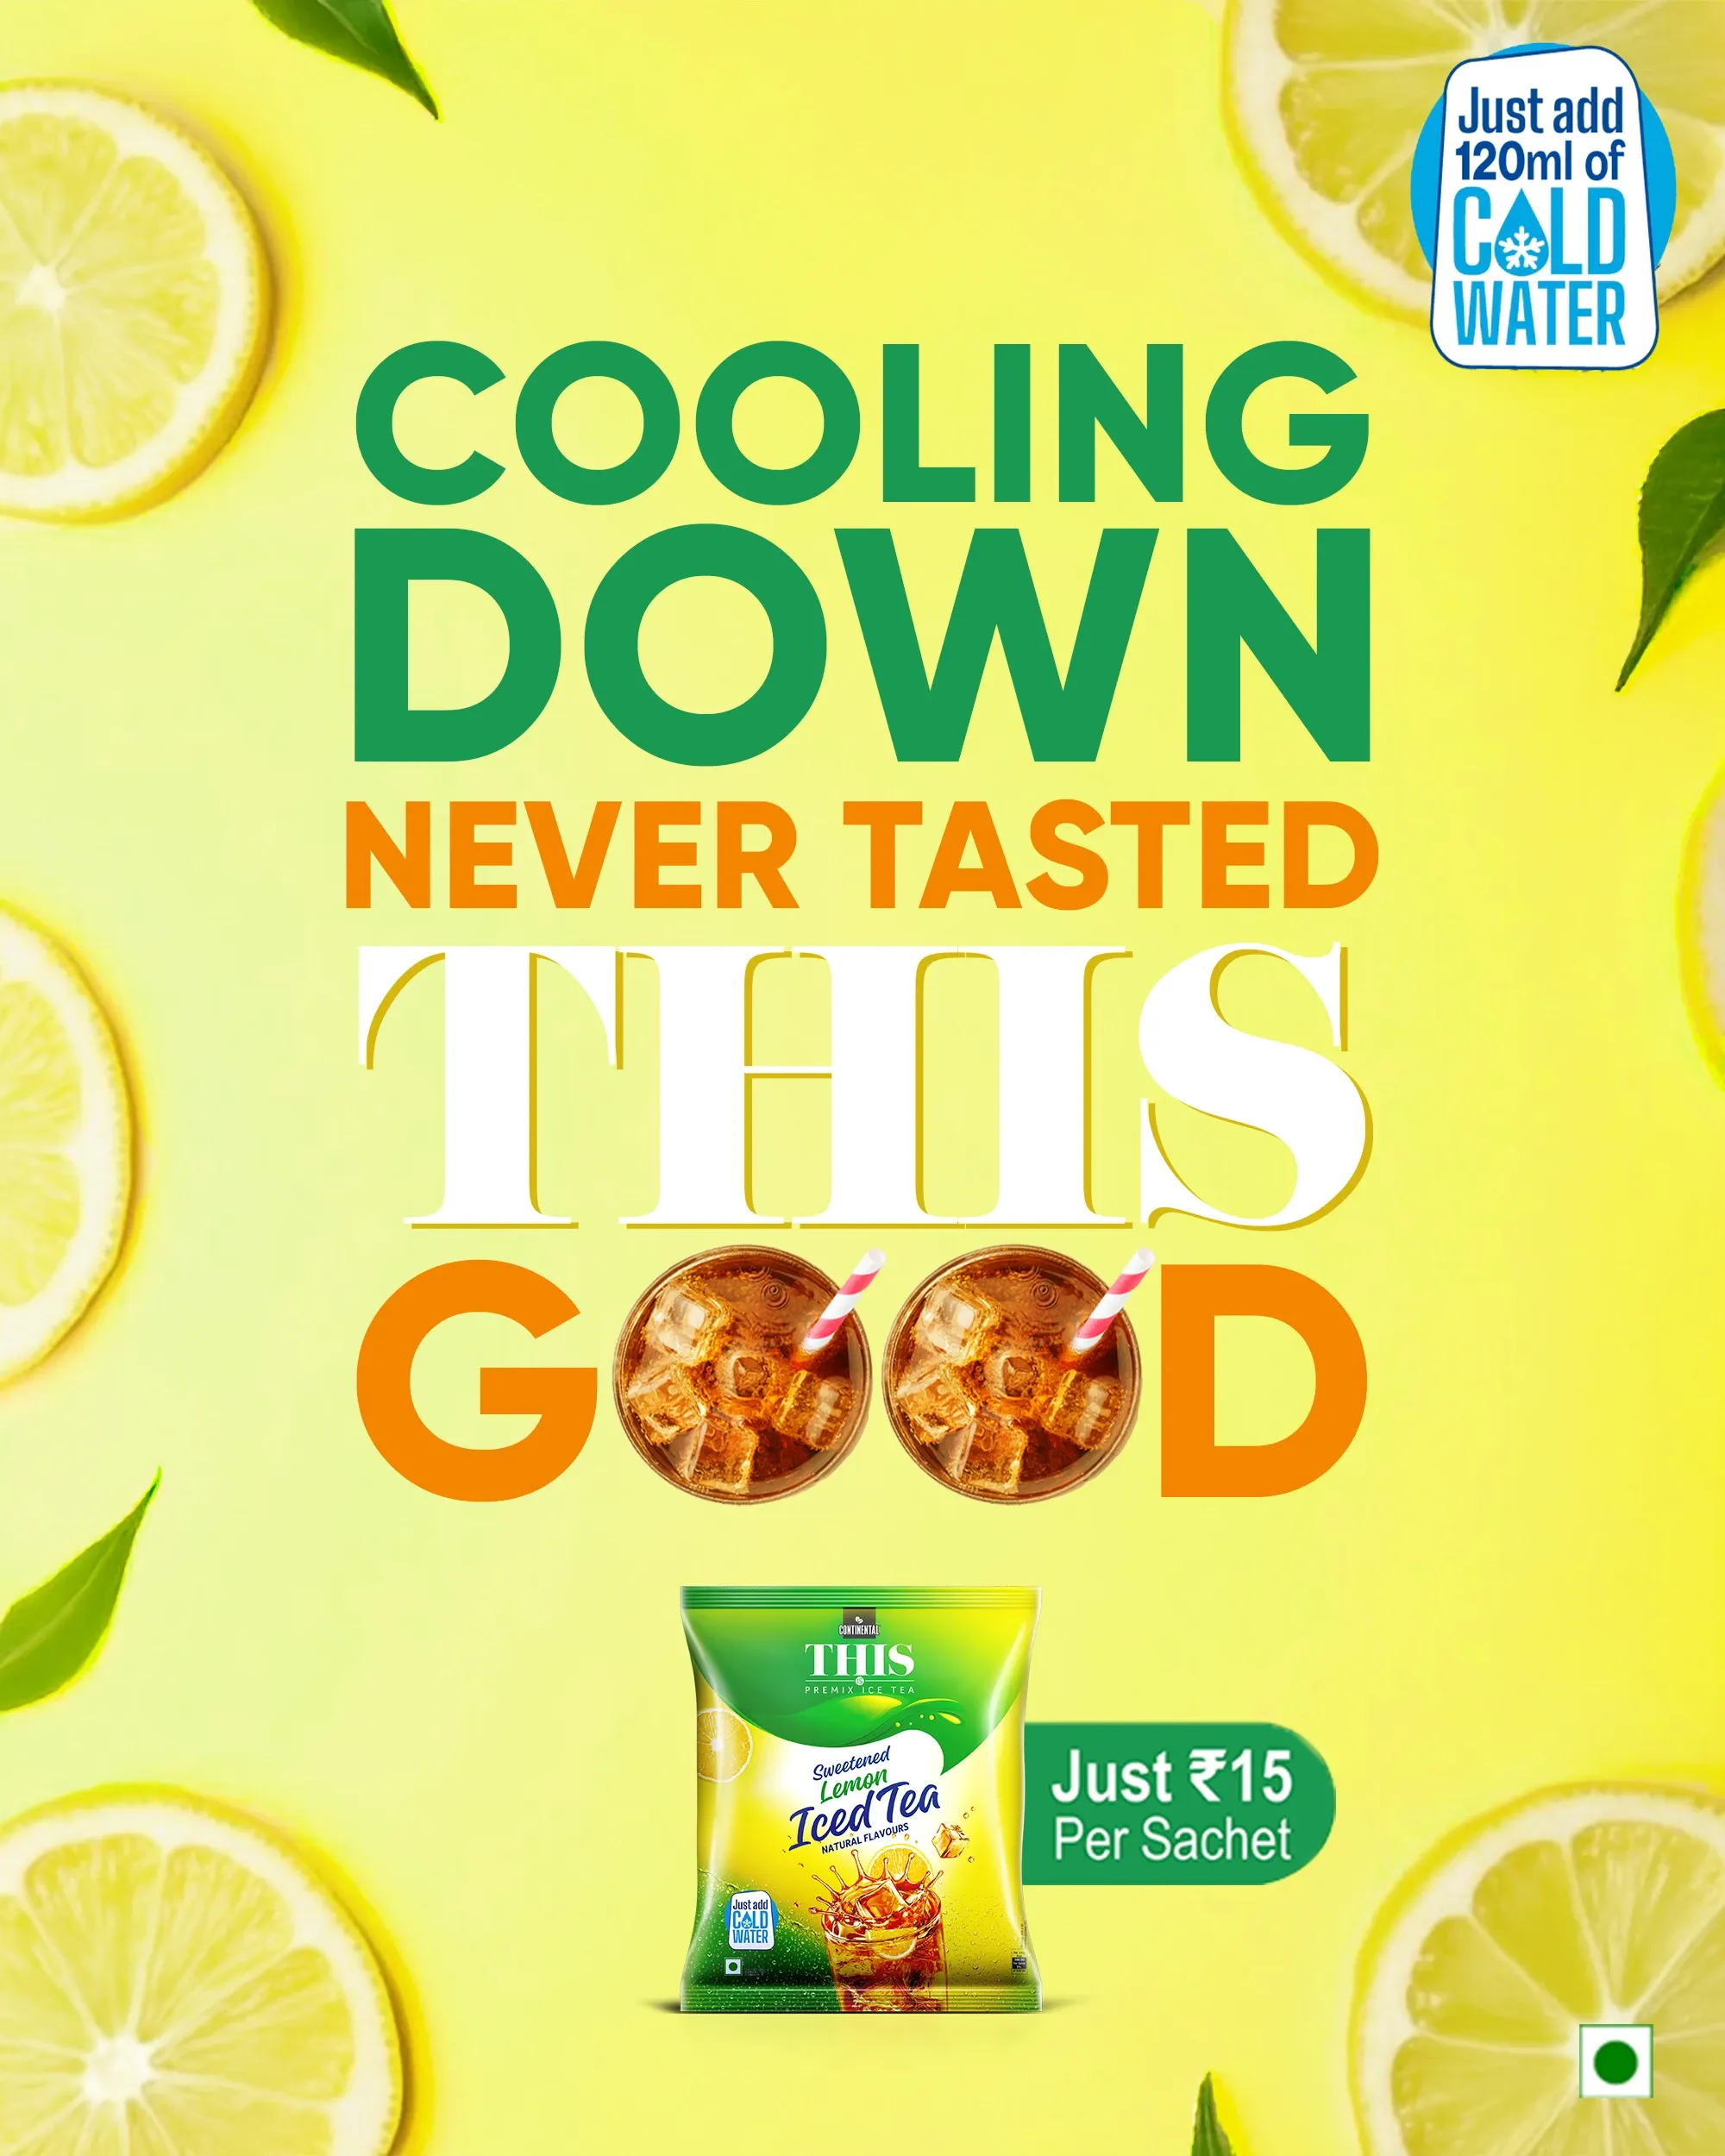 Just add
120ml of
COLD
WATER
COOLING
DOWN
NEVER TASTED
THIS
GOOD
CONTINENTAL
THIS
IS
PREMIX ICE TEA
Sweetened
Lemon
Iced Tea
NATURAL FLAVOURS
Just add
COLD
WATER
Just ₹15
Per Sachet